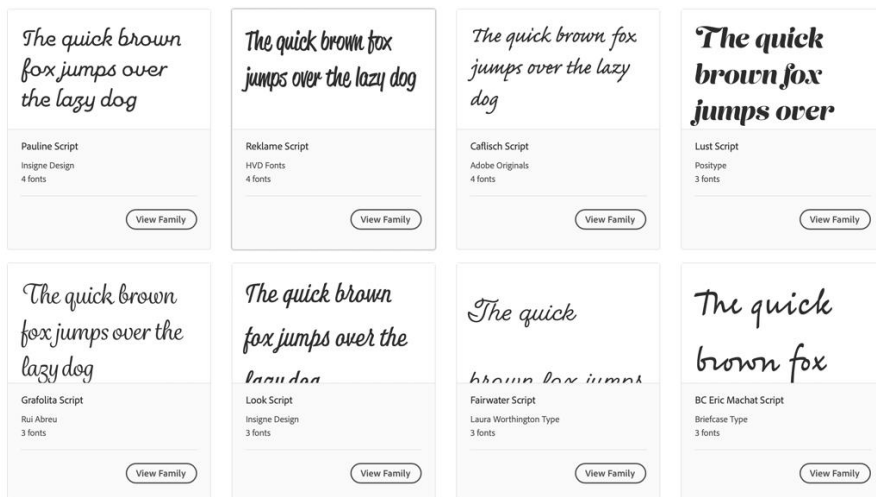 The quick brown
fox jumps over
the lazy dog
Pauline Script
Insigne Design
4 fonts
View Family
The quick brown fox
jumps over the lazy dog
Reklame Script
HVD Fonts
4 fonts
View Family
The quick brown fox
jumps over the lazy
dog
Caflisch Script
Adobe Originals
4 fonts
View Family
The quick
brown fox
jumps over
Lust Script
Positype
3 fonts
View Family
The quick brown
fox jumps over the
lazy dog
Grafolita Script
Rui Abreu
3 fonts
View Family
The quick brown
fox jumps over the
lazy dog
Look Script
Insigne Design
3 fonts
View Family
The quick
brown fox jumps
Fairwater Script
Laura Worthington Type
3 fonts
View Family
The quick
brown fox
BC Eric Machat Script
Briefcase Type
3 fonts
View Family